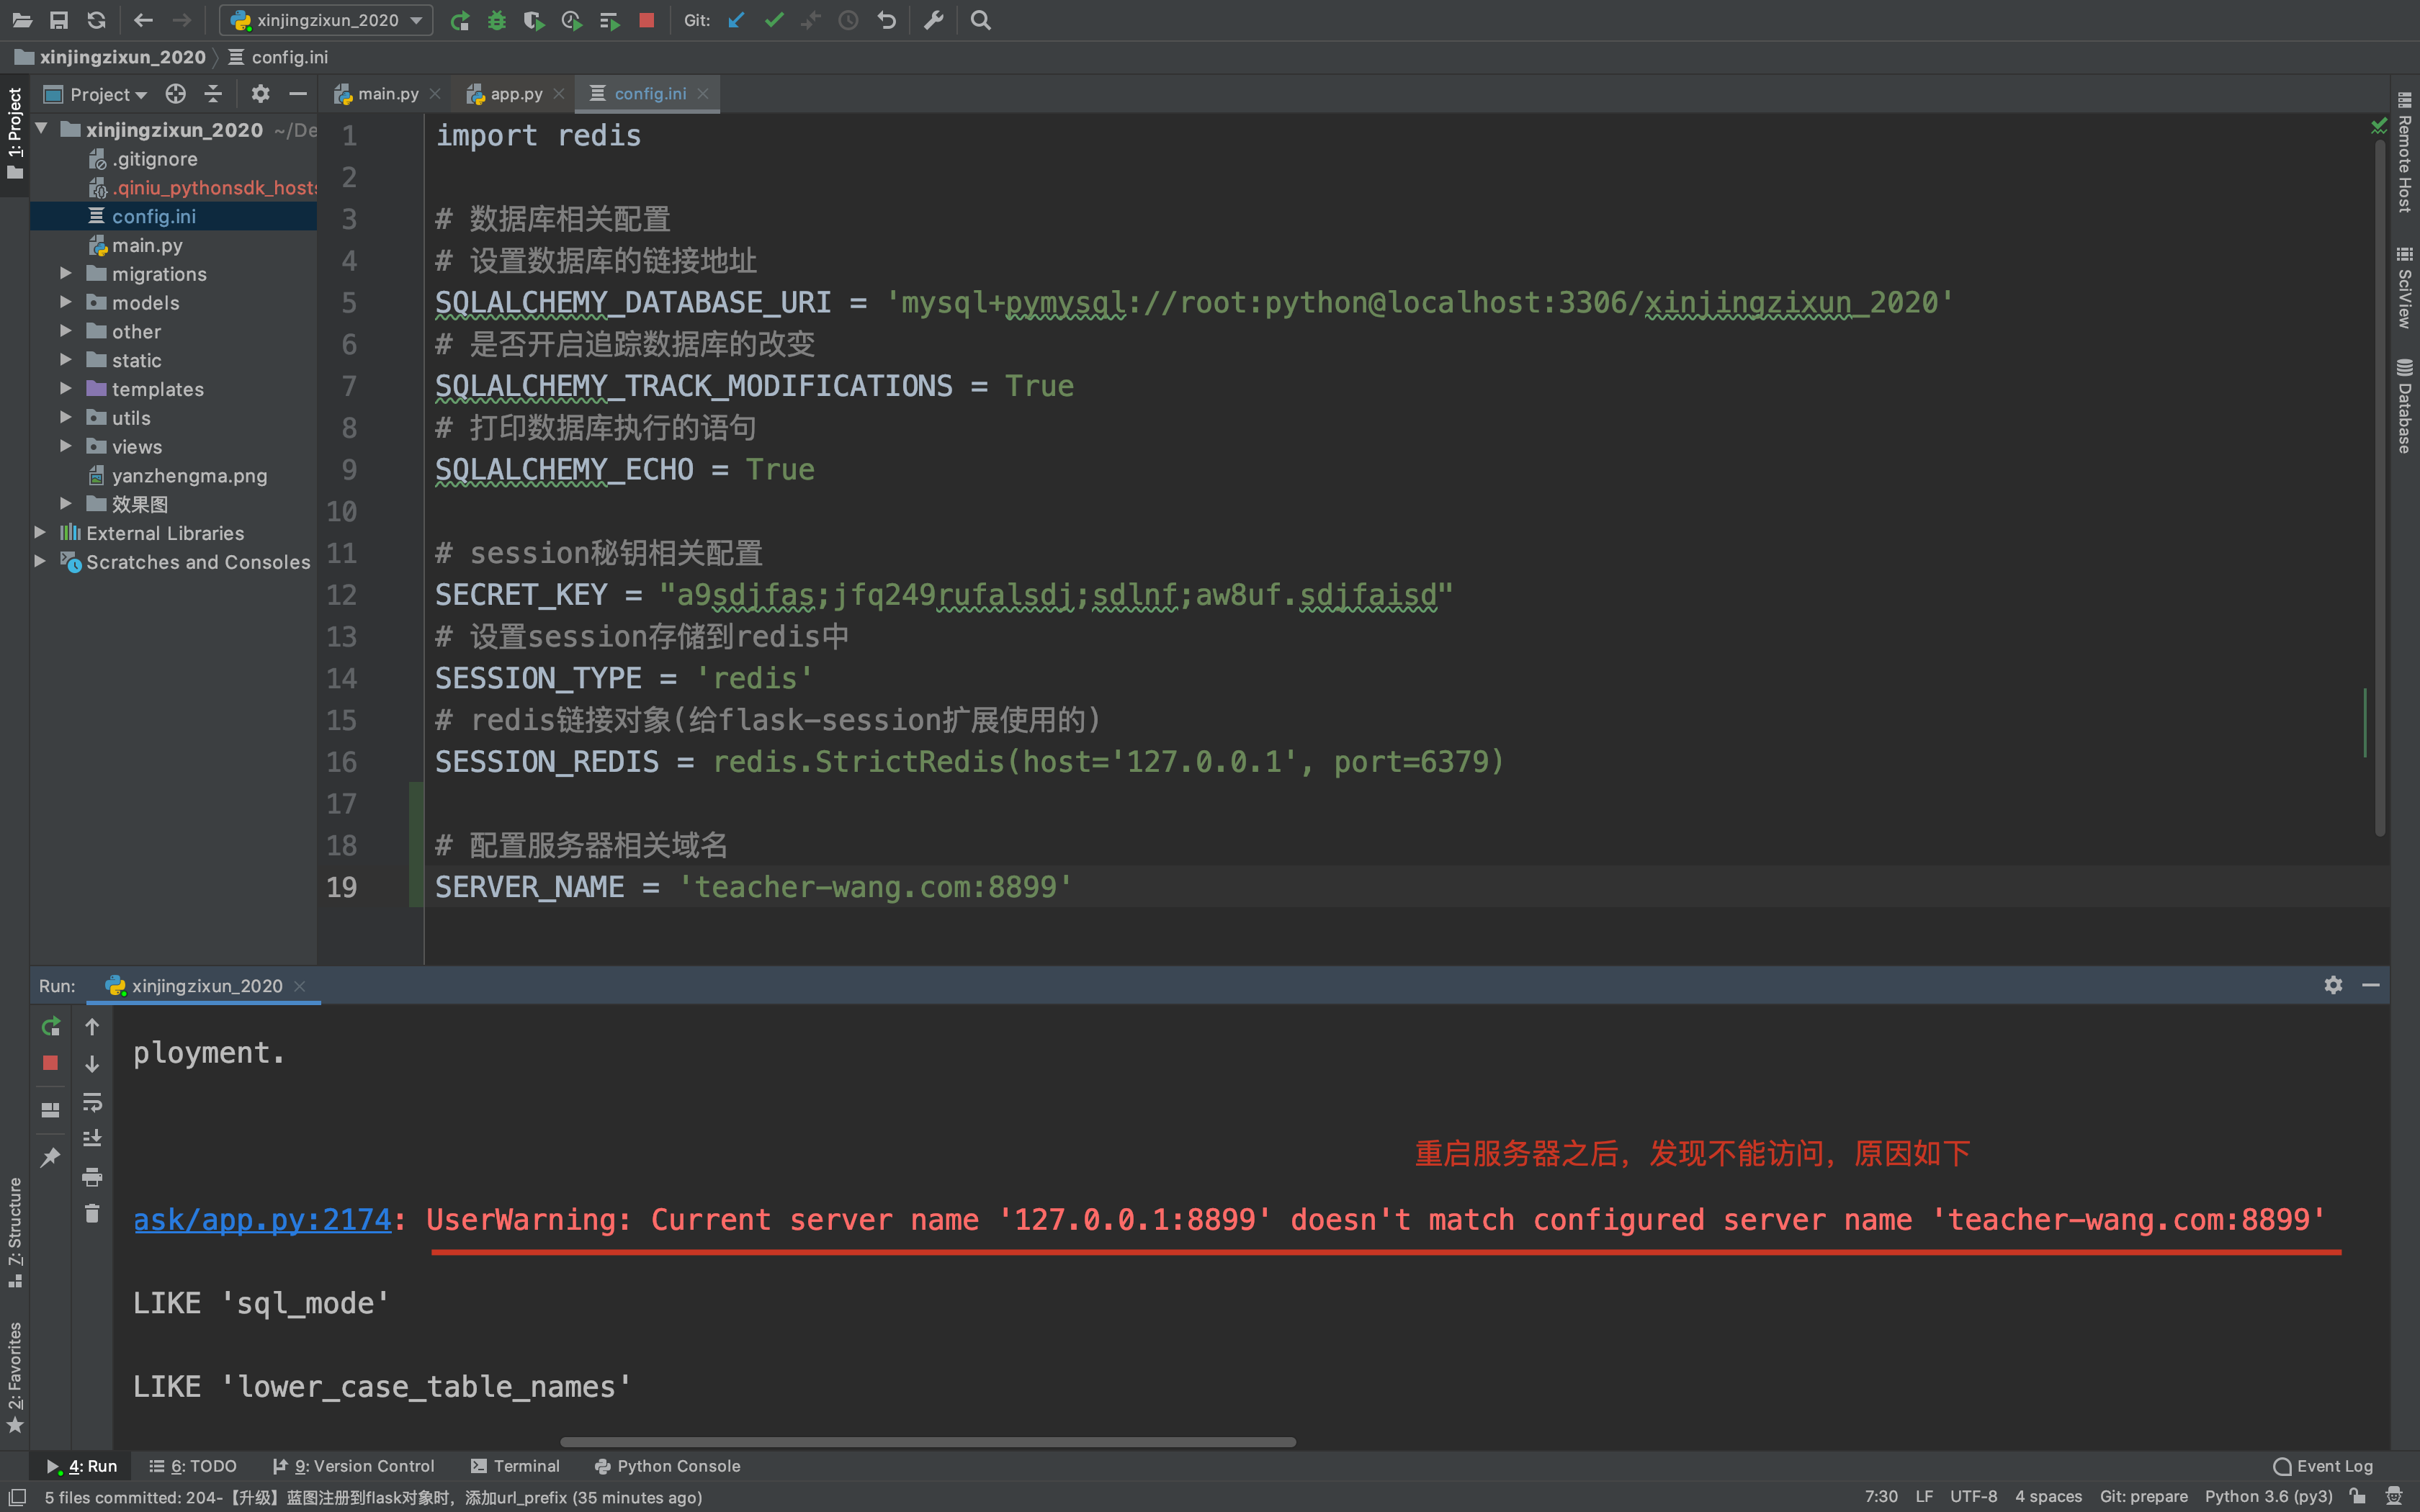 xinjingzixun_2020
Git:
xinjingzixun_2020
config.ini
Project
main.py
app.py
config.ini
1: Project
xinjingzixun_2020 ~/De
.gitignore
.qiniu_pythonsdk_hosts
config.ini
main.py
migrations
models
other
static
templates
utils
views
yanzhengma.png
效果图
External Libraries
Scratches and Consoles
1 import redis
2
3 # 数据库相关配置
4 # 设置数据库的链接地址
5 SQLALCHEMY_DATABASE_URI = 'mysql+pymysql://root:python@localhost:3306/xinjingzixun_2020'
6 # 是否开启追踪数据库的改变
7 SQLALCHEMY_TRACK_MODIFICATIONS = True
8 # 打印数据库执行的语句
9 SQLALCHEMY_ECHO = True
10
11 # session秘钥相关配置
12 SECRET_KEY = "a9sdjfas;jfq249rufalsdj;sdlnf;aw8uf.sdjfaisd"
13 # 设置session存储到redis中
14 SESSION_TYPE = 'redis'
15 # redis链接对象(给flask-session扩展使用的)
16 SESSION_REDIS = redis.StrictRedis(host='127.0.0.1', port=6379)
17
18 # 配置服务器相关域名
19 SERVER_NAME = 'teacher-wang.com:8899'
Remote Host
SciView
Database
Run: xinjingzixun_2020
ployment.
重启服务器之后，发现不能访问，原因如下
ask/app.py:2174: UserWarning: Current server name '127.0.0.1:8899' doesn't match configured server name 'teacher-wang.com:8899'
LIKE 'sql_mode'
LIKE 'lower_case_table_names'
7: Structure
2: Favorites
4: Run
6: TODO
9: Version Control
Terminal
Python Console
Event Log
5 files committed: 204-【升级】蓝图注册到flask对象时，添加url_prefix (35 minutes ago)
7:30 LF UTF-8 4 spaces Git: prepare Python 3.6 (py3)